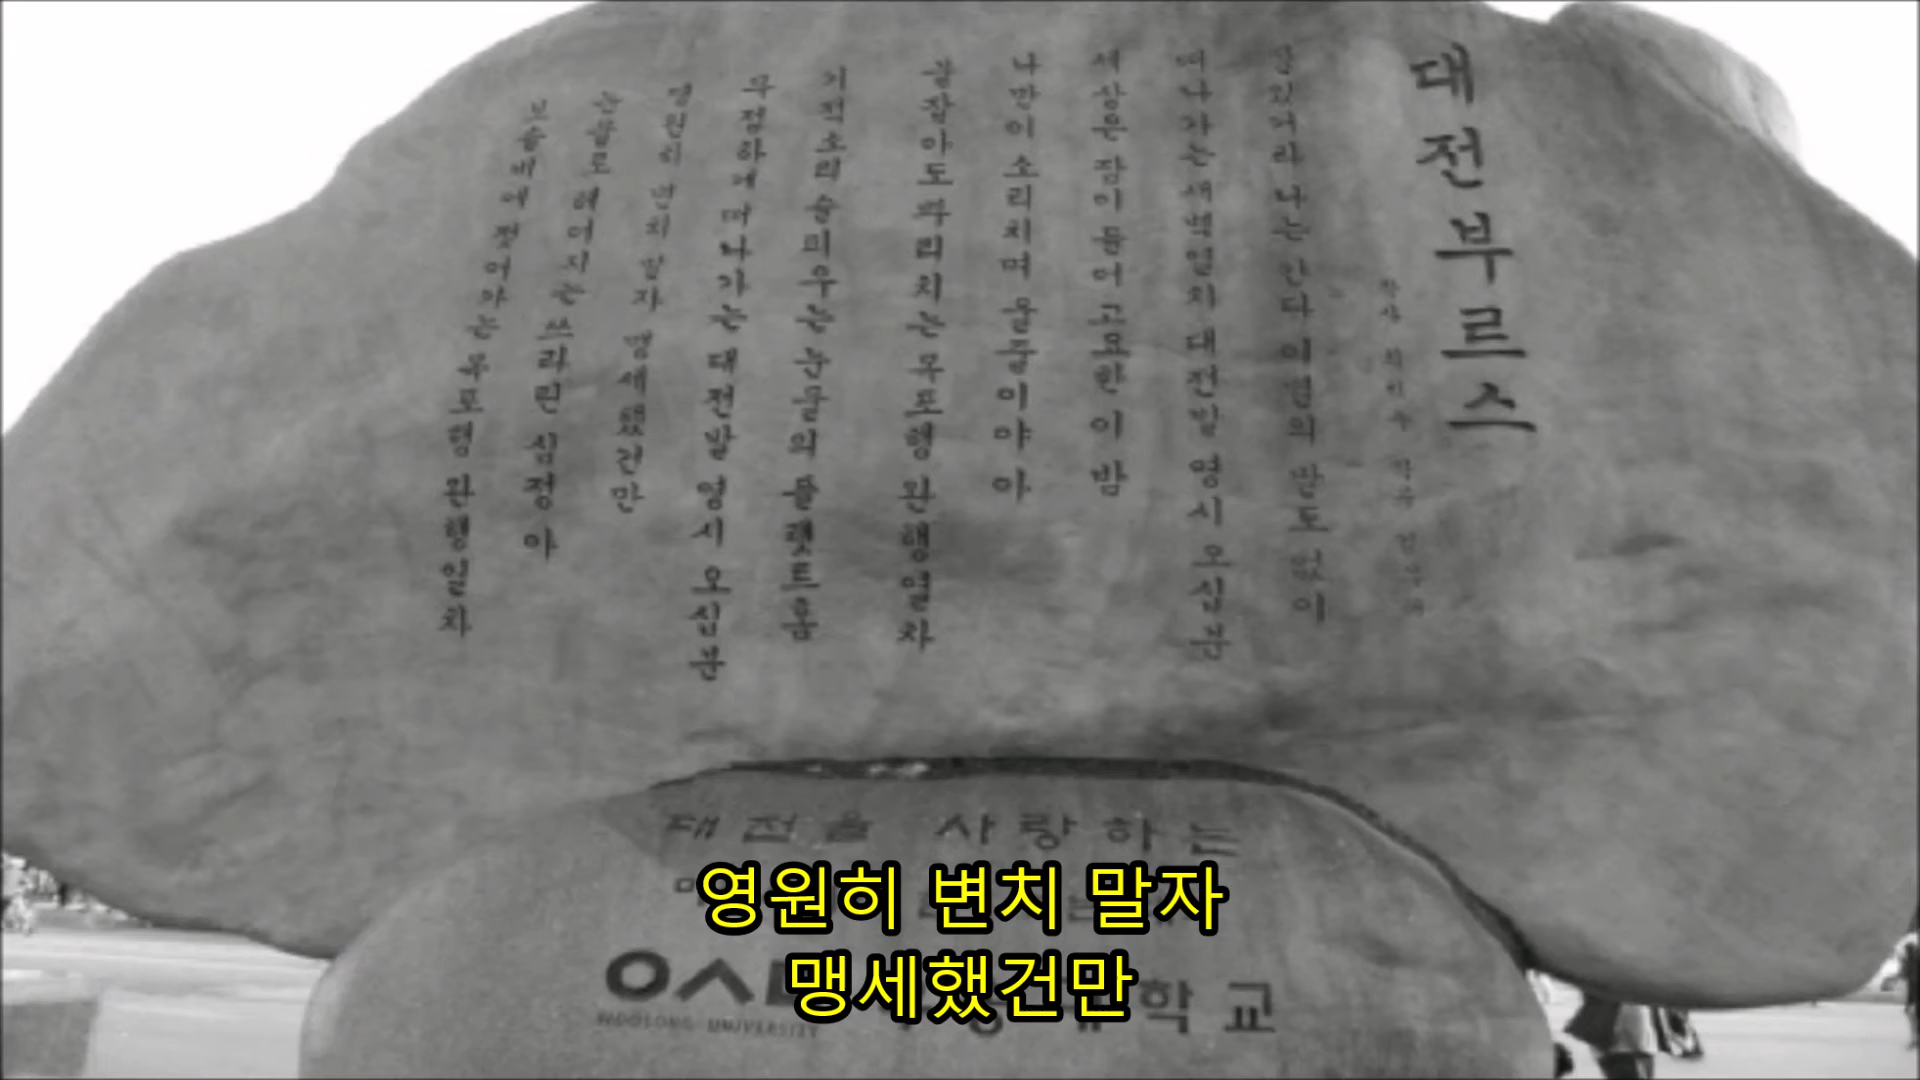 대전부르스
잘 있거라 나는 간다 이별의 말도 없이
떠나가는 새벽열차 대전발 영시 오십분
세상은 잠이 들어 고요한 이 밤
나만이 소리치며 울줄이야 아
붙잡아도 뿌리치는 목포행 완행열차
기적소리 슬피우는 눈물의 플랫트홈
무정하게 떠나가는 대전발 영시 오십분
영원히 변치 말자 맹세했건만
눈물로 헤어지는 쓰라린 심정 아
보슬비에 젖어가는 목포행 완행열차
대전을 사랑하는
영원히 변치 말자
맹세했건만
대학교
WOOSONG UNIVERSITY